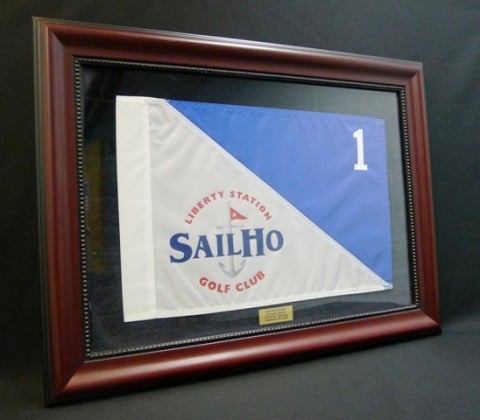 1
LIBERTY STATION
SAILHO
GOLF CLUB